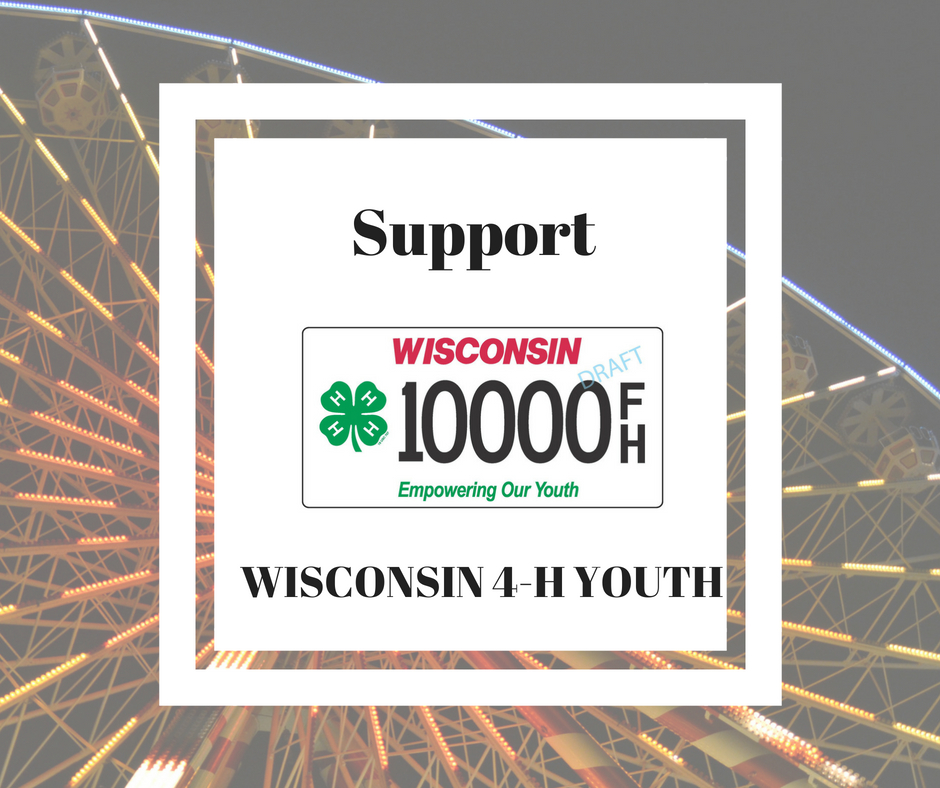 Support
WISCONSIN
DRAFT
H H
H H
10000
F
H
Empowering Our Youth
WISCONSIN 4-H YOUTH